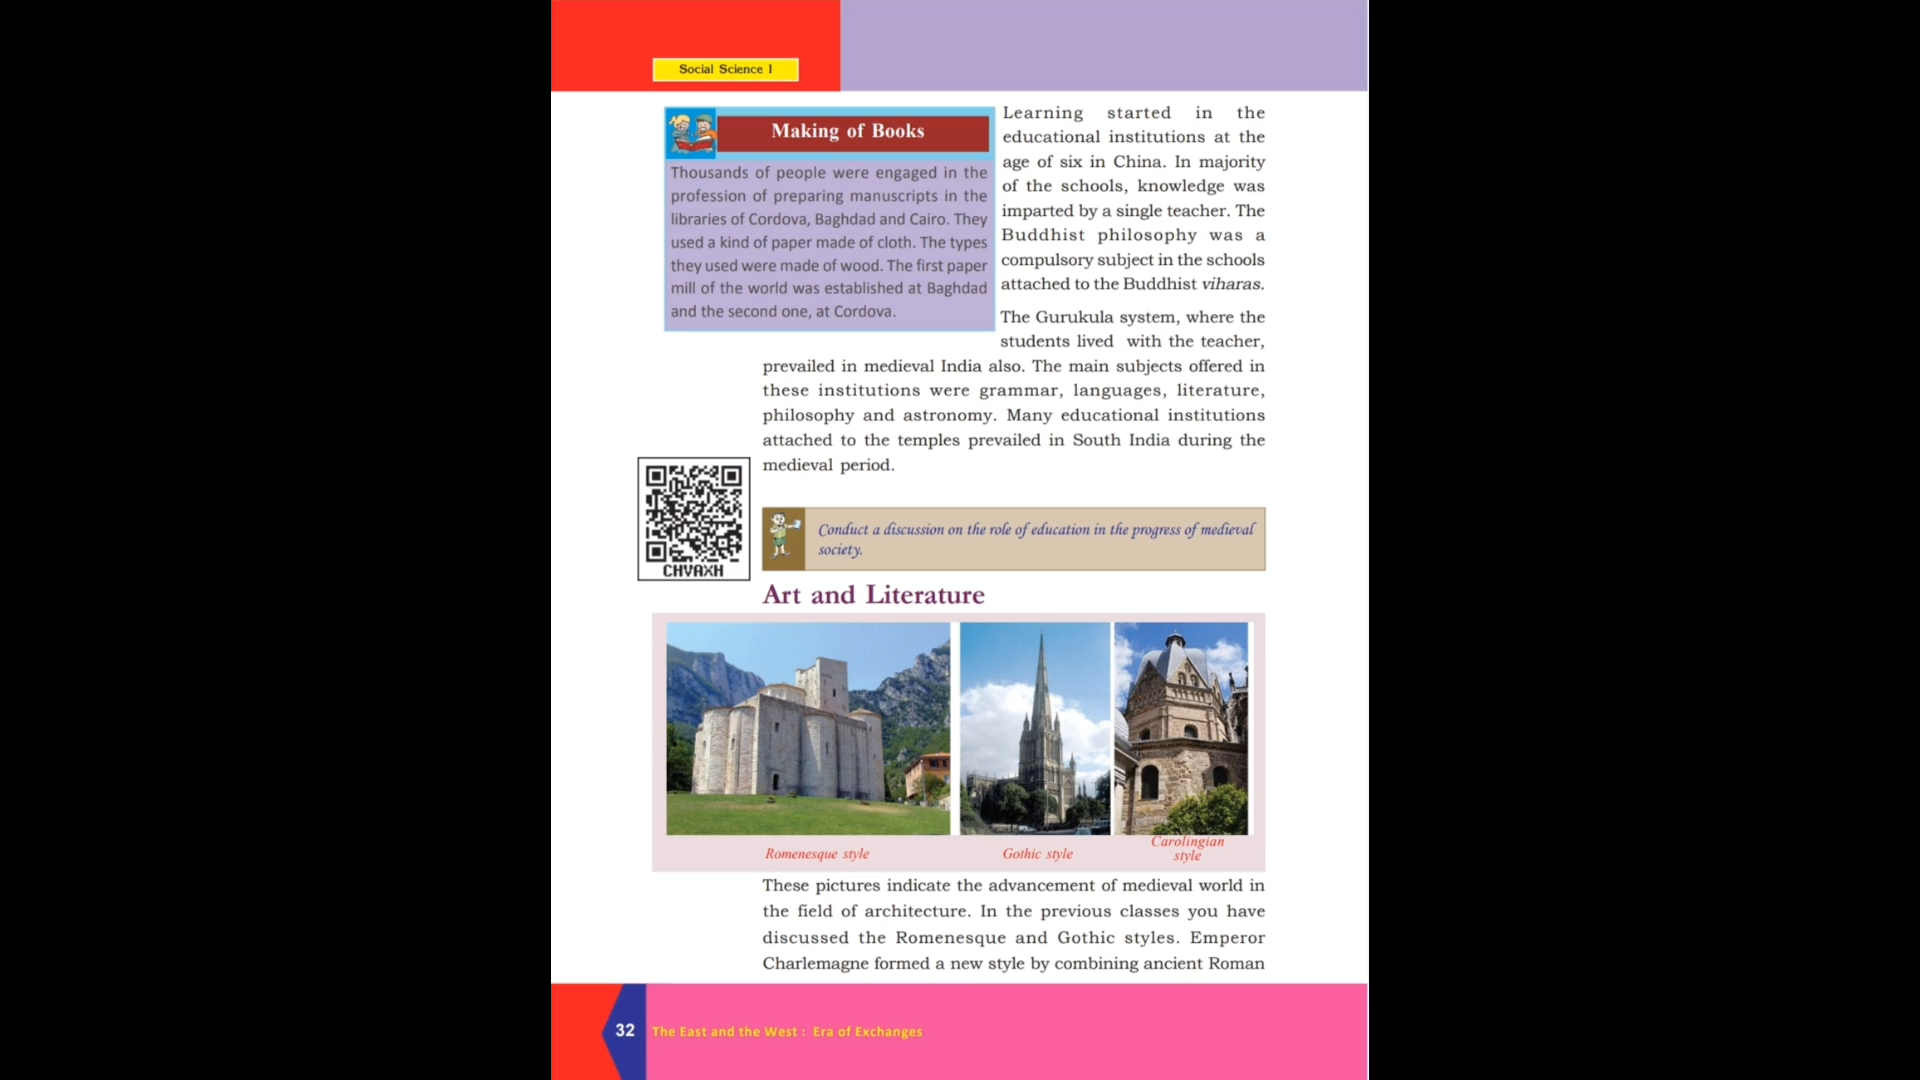 Social Science I
Making of Books
Thousands of people were engaged in the
profession of preparing manuscripts in the
libraries of Cordova, Baghdad and Cairo. They
used a kind of paper made of cloth. The types
they used were made of wood. The first paper
mill of the world was established at Baghdad
and the second one, at Cordova.
Learning started in the
educational institutions at the
age of six in China. In majority
of the schools, knowledge was
imparted by a single teacher. The
Buddhist philosophy was a
compulsory subject in the schools
attached to the Buddhist viharas.
The Gurukula system, where the
students lived with the teacher,
prevailed in medieval India also. The main subjects offered in
these institutions were grammar, languages, literature,
philosophy and astronomy. Many educational institutions
attached to the temples prevailed in South India during the
medieval period.
CHVAXH
Conduct a discussion on the role of education in the progress of medieval
society.
Art and Literature
Romenesque style
Gothic style
Carolingian
style
These pictures indicate the advancement of medieval world in
the field of architecture. In the previous classes you have
discussed the Romenesque and Gothic styles. Emperor
Charlemagne formed a new style by combining ancient Roman
32
The East and the West : Era of Exchanges